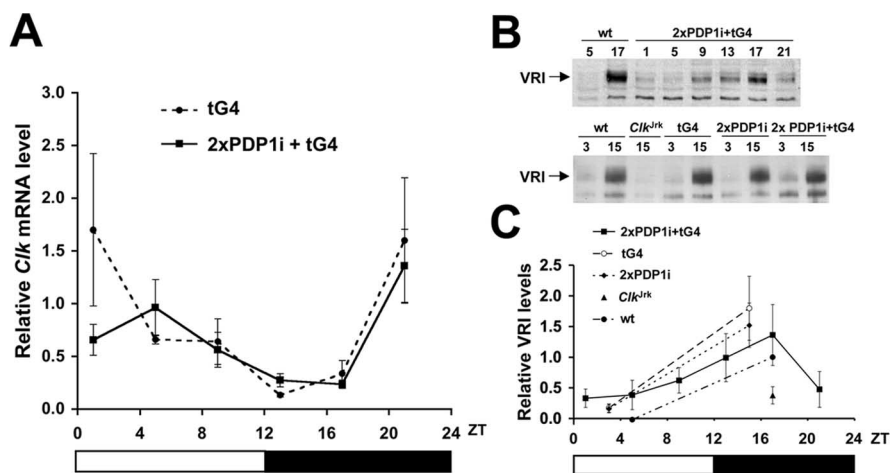 A
Relative Clk mRNA level
3.0
2.5
2.0
1.5
1.0
0.5
0.0
tG4
2xPDP1i + tG4
0 4 8 12 16 20 24 ZT
B
wt 2xPDP1i+tG4
5 17 1 5 9 13 17 21
VRI
wt ClkJrk tG4 2xPDP1i 2x PDP1i+tG4
3 15 15 3 15 3 15 3 15
VRI
C
Relative VRI levels
2.5
2.0
1.5
1.0
0.5
0.0
2xPDP1i+tG4
tG4
2xPDP1i
ClkJrk
wt
0 4 8 12 16 20 24 ZT